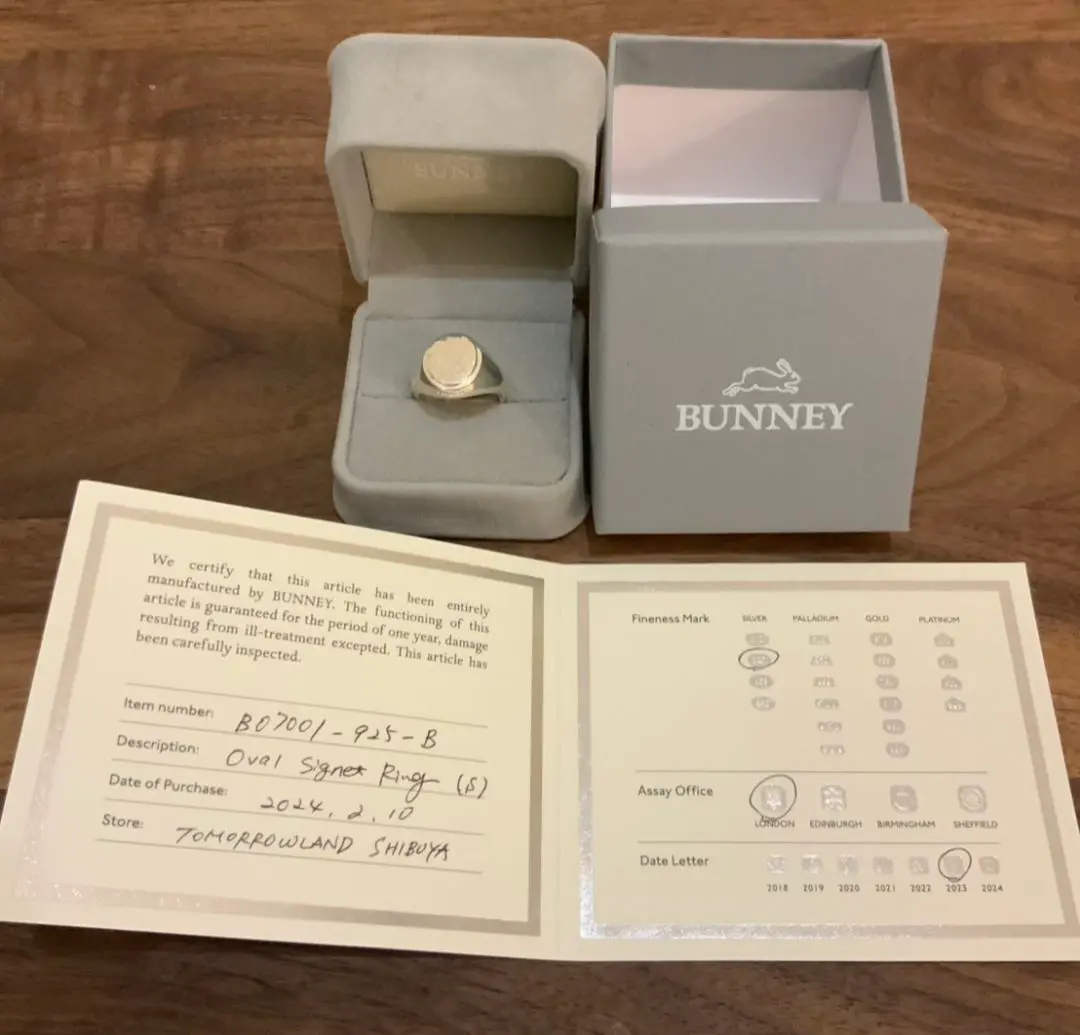 BUNNEY
BUNNEY
We certify that this article has been entirely
manufactured by BUNNEY. The functioning of this
article is guaranteed for the period of one year, damage
resulting from ill-treatment excepted. This article has
been carefully inspected.
Item number: B07001-925-B
Description: Oval Signet Ring (S)
Date of Purchase: 2024. 2. 10
Store: TOMORROWLAND SHIBUYA
Fineness Mark SILVER PALLADIUM GOLD PLATINUM
Assay Office
LONDON EDINBURGH BIRMINGHAM SHEFFIELD
Date Letter
2018 2019 2020 2021 2022 2023 2024